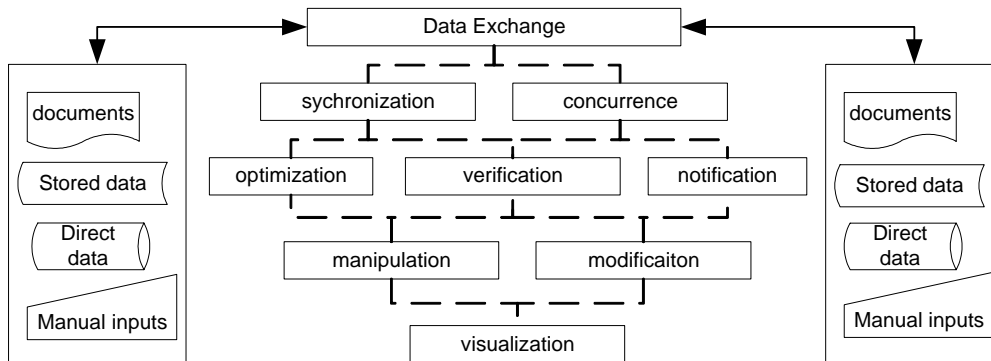 Data Exchange
sychronization
concurrence
documents
Stored data
Direct
data
Manual inputs
optimization
verification
notification
manipulation
modificaiton
visualization
documents
Stored data
Direct
data
Manual inputs